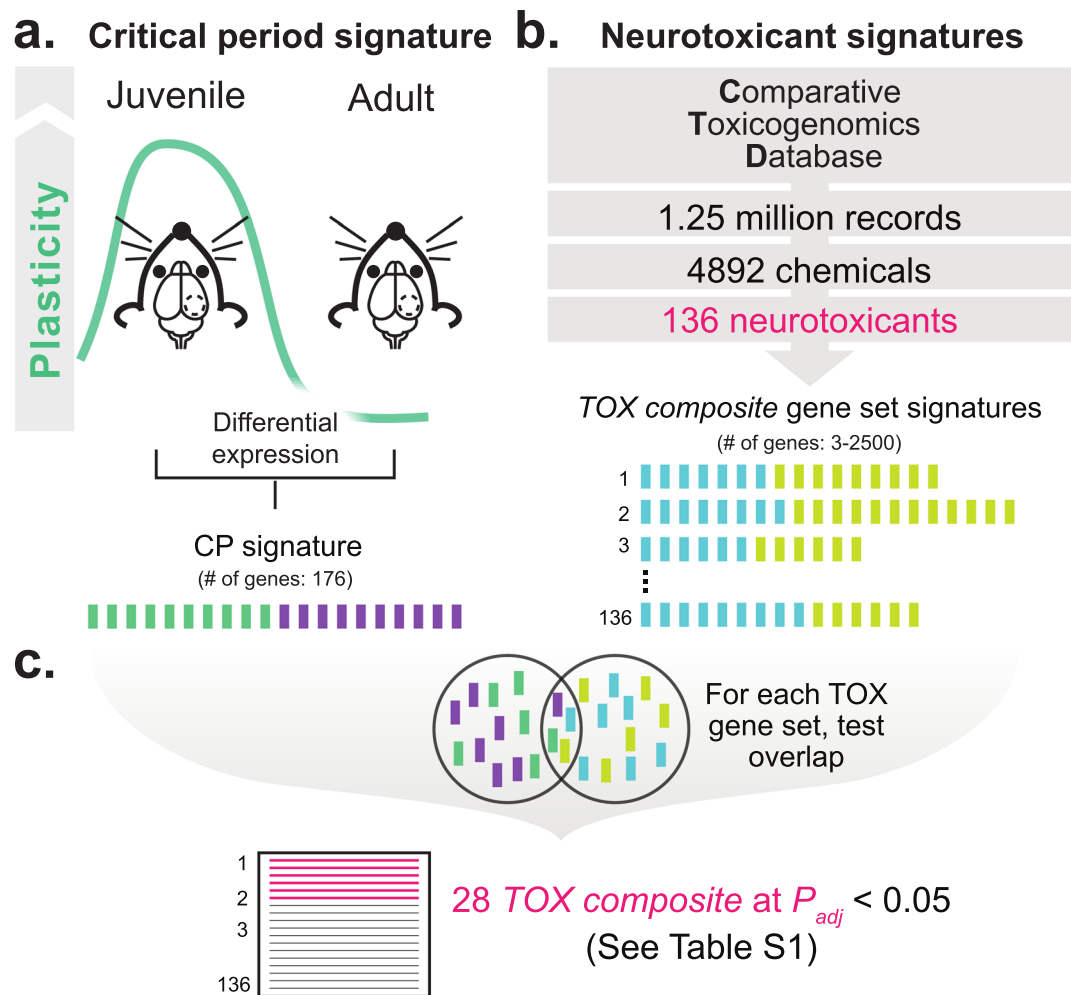 a. Critical period signature
Juvenile
Adult
Plasticity
Differential
expression
CP signature
(# of genes: 176)
b. Neurotoxicant signatures
Comparative
Toxicogenomics
Database
1.25 million records
4892 chemicals
136 neurotoxicants
TOX composite gene set signatures
(# of genes: 3-2500)
1
2
3
136
c.
For each TOX
gene set, test
overlap
1
2
3
136
28 TOX composite at Padj < 0.05
(See Table S1)